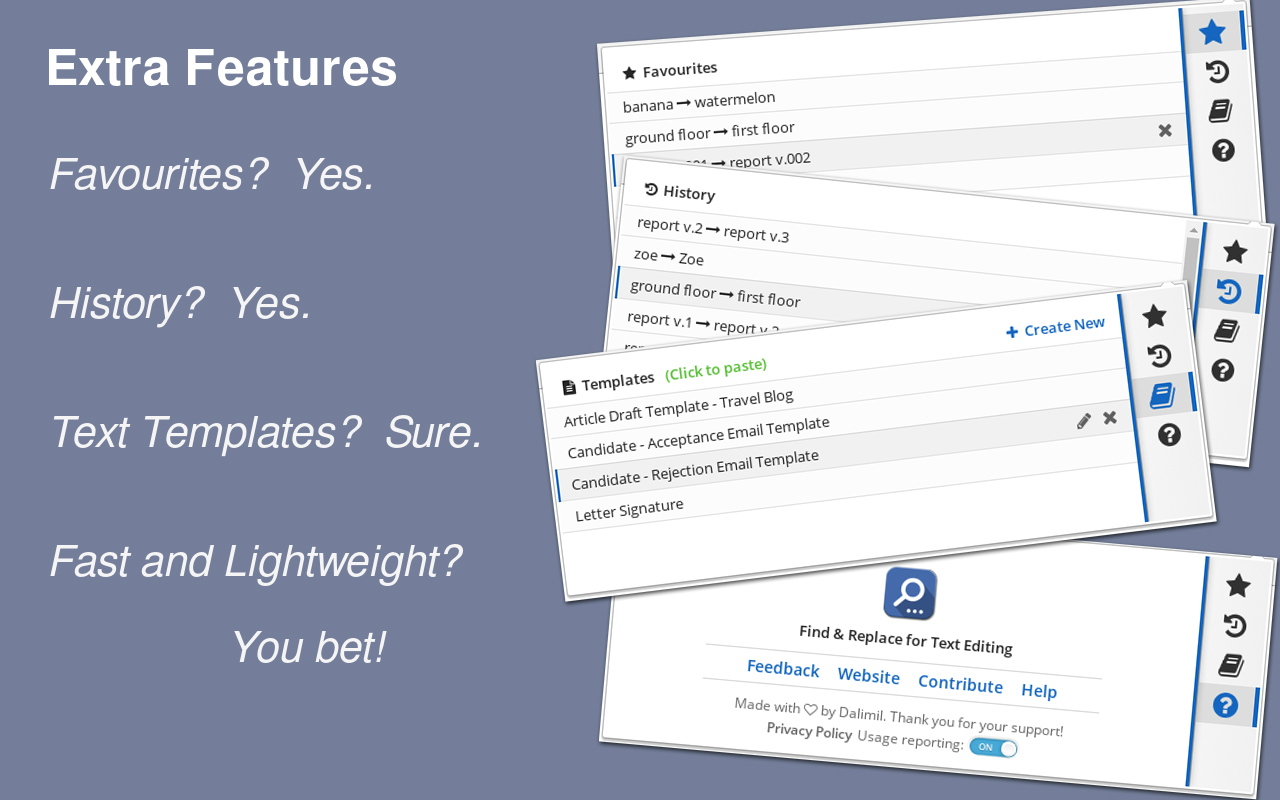 Extra Features
Favourites? Yes.
History? Yes.
Text Templates? Sure.
Fast and Lightweight?
You bet!
Favourites
banana → watermelon
ground floor → first floor
→ report v.002
History
report v.2 → report v.3
zoe → Zoe
ground floor → first floor
report v.1 → report v.2
Templates (Click to paste)
+ Create New
Article Draft Template - Travel Blog
Candidate - Acceptance Email Template
Candidate - Rejection Email Template
Letter Signature
Find & Replace for Text Editing
Feedback Website Contribute Help
Made with ♡ by Dalimil. Thank you for your support!
Privacy Policy Usage reporting: ON